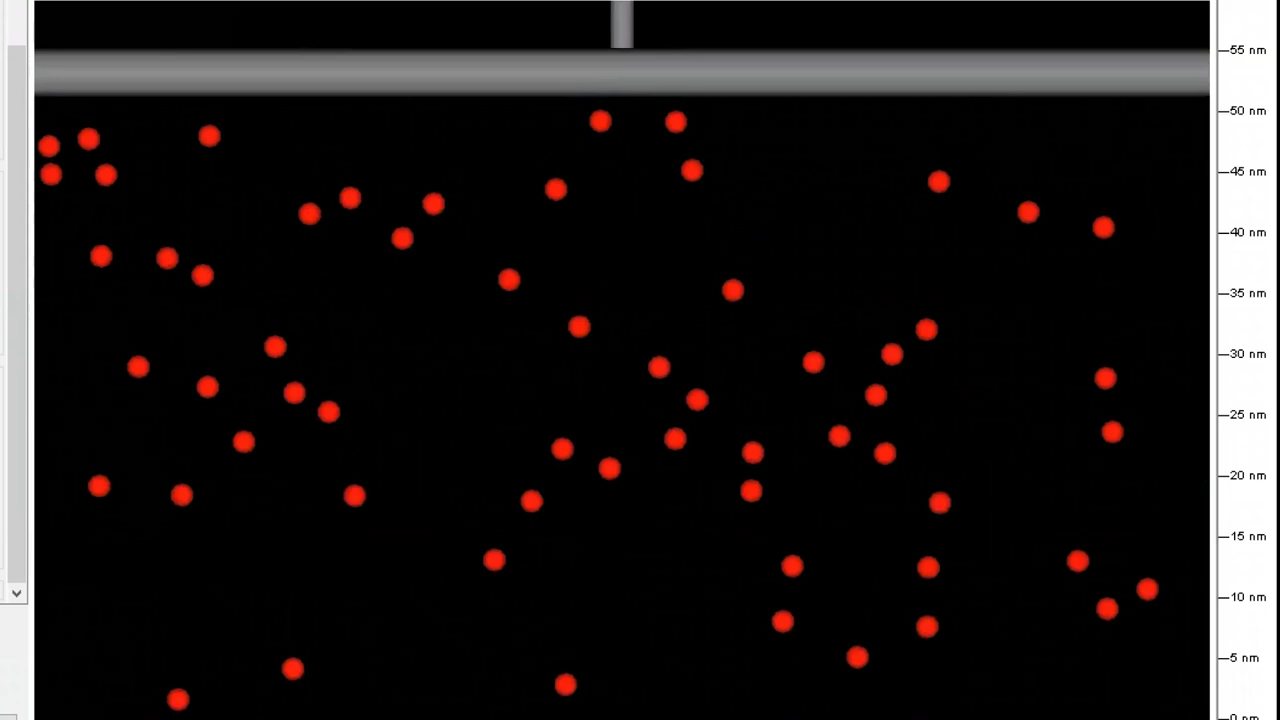 55 nm
50 nm
45 nm
40 nm
35 nm
30 nm
25 nm
20 nm
15 nm
10 nm
5 nm
0 nm